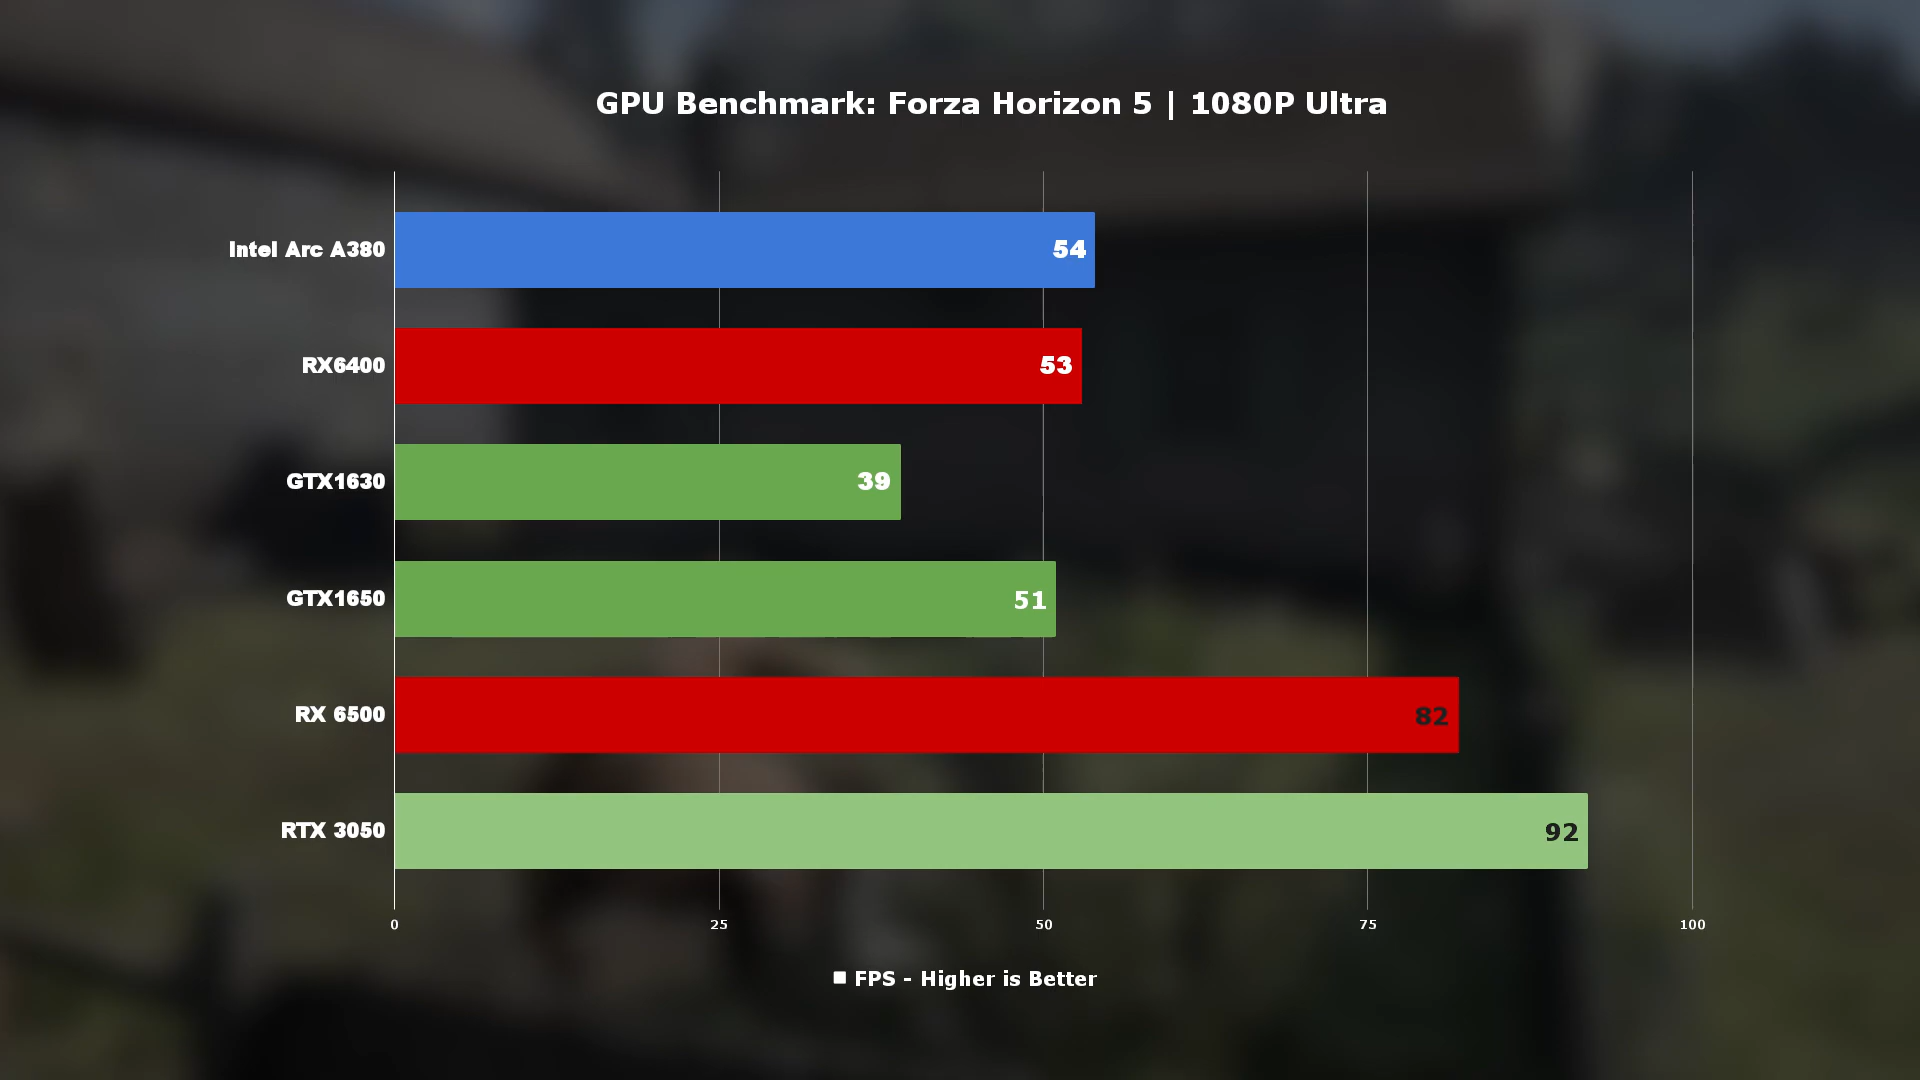 GPU Benchmark: Forza Horizon 5 | 1080P Ultra
Intel Arc A380
54
RX6400
53
GTX1630
39
GTX1650
51
RX 6500
82
RTX 3050
92
0 25 50 75 100
FPS - Higher is Better